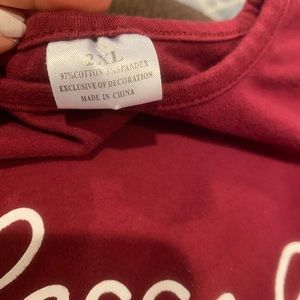 2XL
97%COTTON 3%SPANDEX
EXCLUSIVE OF DECORATION
MADE IN CHINA